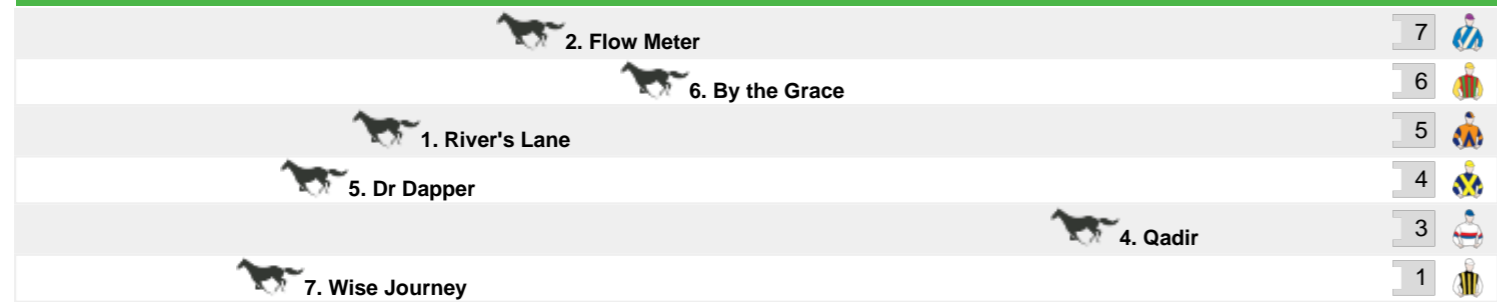 2. Flow Meter 7
6. By the Grace 6
1. River's Lane 5
5. Dr Dapper 4
4. Qadir 3
7. Wise Journey 1